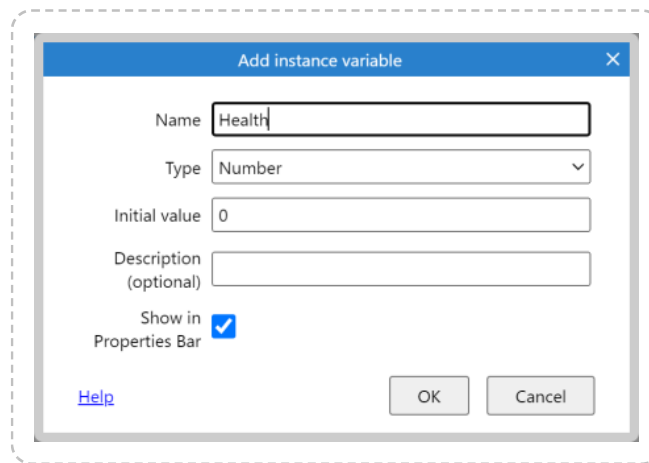 Add instance variable
Name Health
Type Number
Initial value 0
Description
(optional)
Show in
Properties Bar
Help OK Cancel